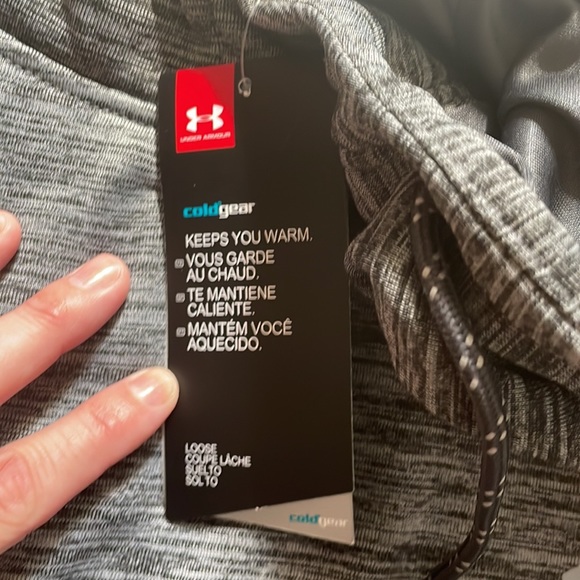 UNDER ARMOUR
coldgear
KEEPS YOU WARM.
VOUS GARDE
AU CHAUD.
TE MANTIENE
CALIENTE.
MANTÉM VOCÊ
AQUECIDO.
LOOSE
COUPE LÂCHE
SUELTO
SOLTO
coldgear